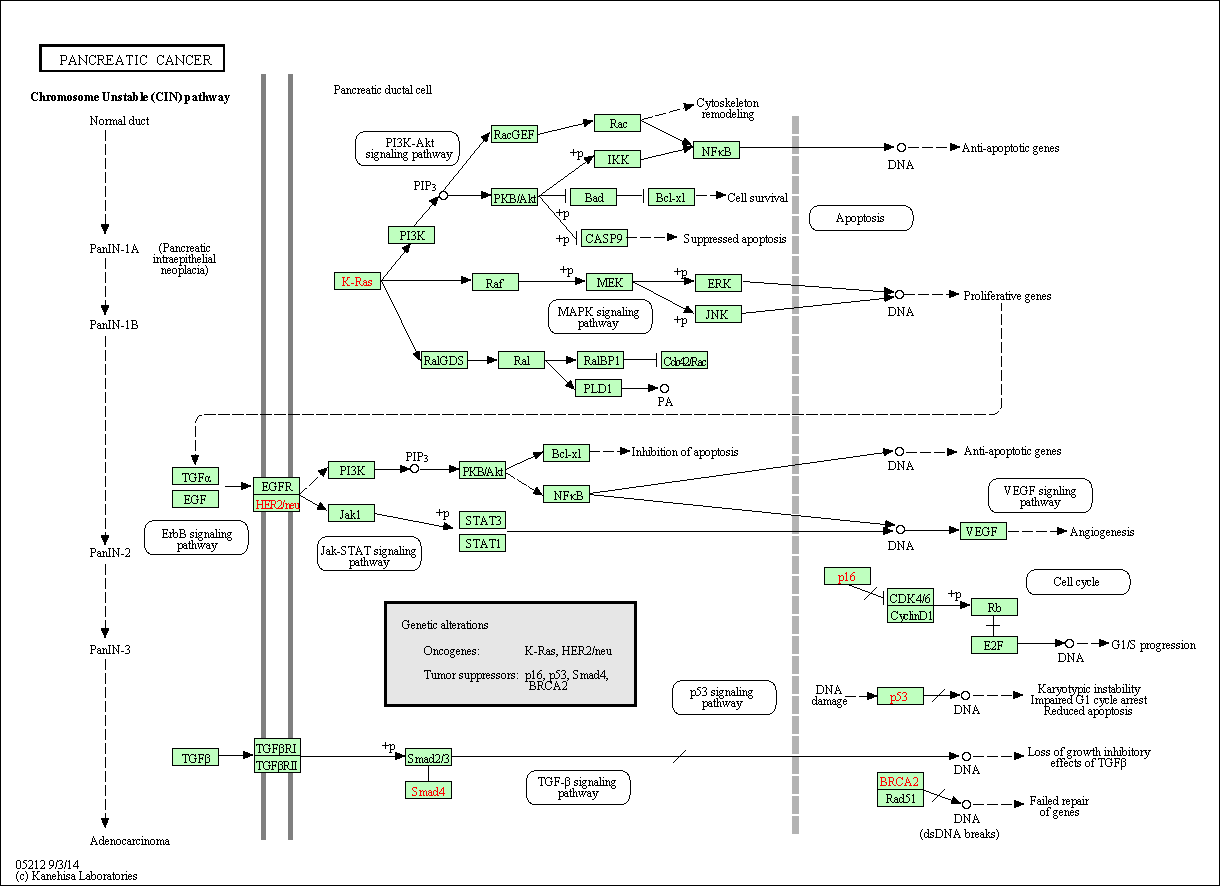 PANCREATIC CANCER
Chromosome Unstable (CIN) pathway
Normal duct
PanIN-1A
(Pancreatic
intraepithelial
neoplacia)
PanIN-1B
PanIN-2
PanIN-3
Adenocarcinoma
Pancreatic ductal cell
PI3K-Akt
signaling pathway
RacGEF
Rac
Cytoskeleton
remodeling
+p
IKK
NFκB
DNA
Anti-apoptotic genes
PIP3
PKB/Akt
Bad
Bcl-xl
Cell survival
+p
+p
CASP9
Suppressed apoptosis
Apoptosis
PI3K
K-Ras
Raf
+p
MEK
+p
ERK
DNA
Proliferative genes
MAPK signaling
pathway
+p
JNK
RalGDS
Ral
RalBP1
Cdc42/Rac
PLD1
PA
TGFα
EGF
EGFR
HER2/neu
ErbB signaling
pathway
PI3K
PIP3
PKB/Akt
Bcl-xl
Inhibition of apoptosis
NFκB
DNA
Anti-apoptotic genes
Jak1
+p
STAT3
STAT1
Jak-STAT signaling
pathway
DNA
VEGF
Angiogenesis
VEGF signling
pathway
p16
CDK4/6
CyclinD1
+p
Rb
E2F
DNA
G1/S progression
Cell cycle
Genetic alterations
Oncogenes: K-Ras, HER2/neu
Tumor suppressors: p16, p53, Smad4,
BRCA2
p53 signaling
pathway
DNA
damage
p53
DNA
Karyotypic instability
Impaired G1 cycle arrest
Reduced apoptosis
TGFβ
TGFβRI
TGFβRII
+p
Smad2/3
Smad4
TGF-β signaling
pathway
DNA
Loss of growth inhibitory
effects of TGFβ
BRCA2
Rad51
DNA
(dsDNA breaks)
Failed repair
of genes
05212 9/3/14
(c) Kanehisa Laboratories